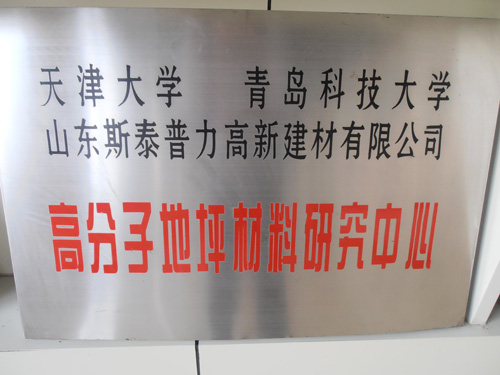 天津大学 青岛科技大学
山东斯泰普力高新建材有限公司
高分子地坪材料研究中心